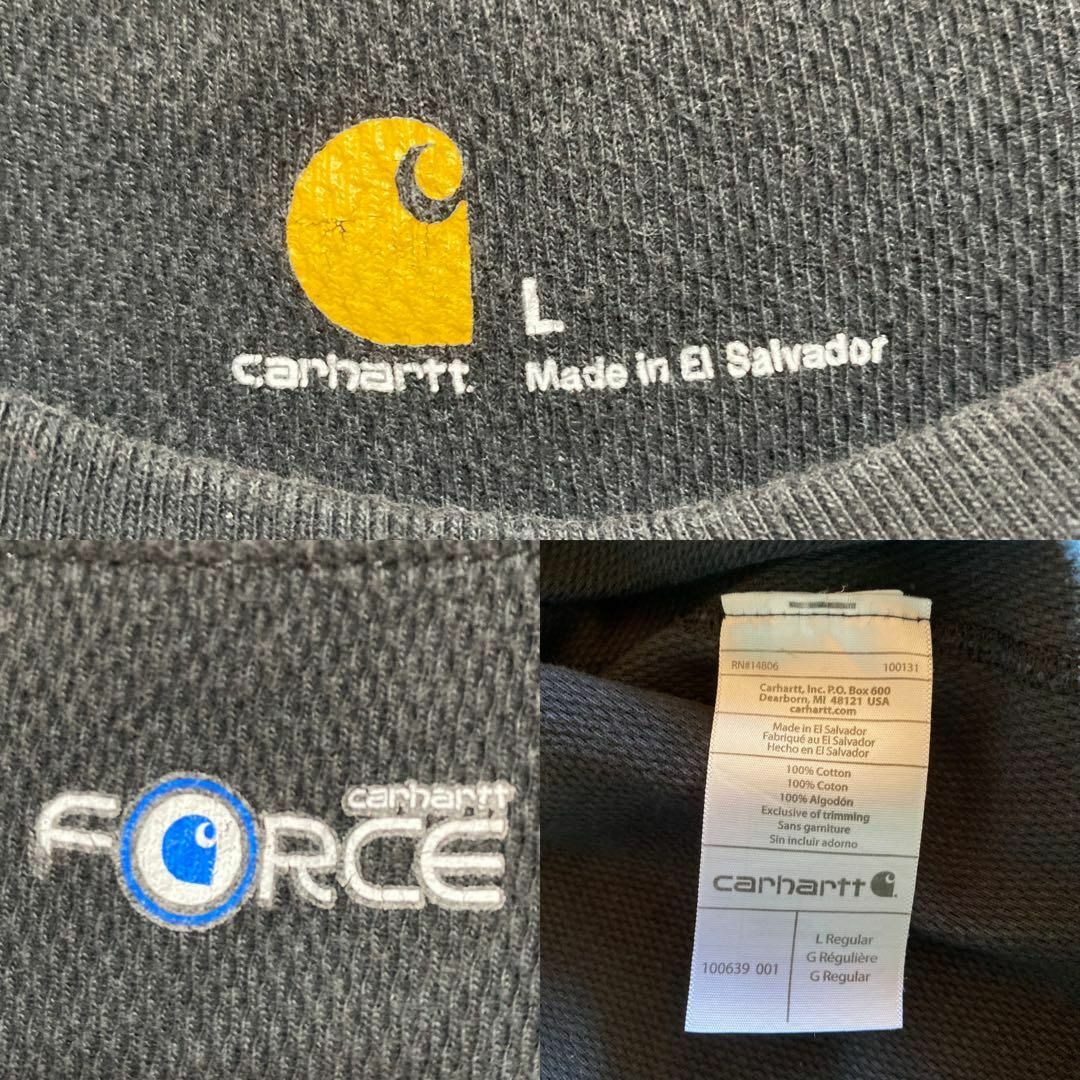 L
carhartt.
Made in El Salvador
carhartt
FORCE
RN#14806 100131
Carhartt, Inc. P.O. Box 600
Dearborn, MI 48121 USA
carhartt.com
Made in El Salvador
Fabriqué au El Salvador
Hecho en El Salvador
100% Cotton
100% Coton
100% Algodón
Exclusive of trimming
Sans garniture
Sin incluir adorno
carhartt
L Regular
100639 001 G Régulière
G Regular